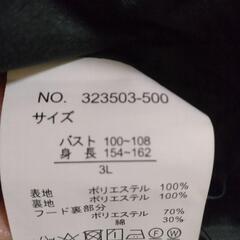 NO. 323503-500
サイズ
バスト 100~108
身長 154~162
3L
表地 ポリエステル 100%
裏地 ポリエステル 100%
フード裏部分
ポリエステル 70%
綿 30%